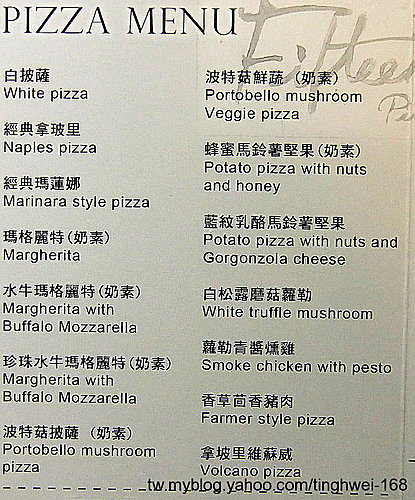 PIZZA MENU
Fifteen
白披薩
White pizza
經典拿玻里
Naples pizza
經典瑪蓮娜
Marinara style pizza
瑪格麗特(奶素)
Margherita
水牛瑪格麗特(奶素)
Margherita with
Buffalo Mozzarella
珍珠水牛瑪格麗特(奶素)
Margherita with
Buffalo Mozzarella
波特菇披薩 (奶素)
Portobello mushroom
pizza
波特菇鮮蔬 (奶素)
Portobello mushroom
Veggie pizza
蜂蜜馬鈴薯堅果(奶素)
Potato pizza with nuts
and honey
藍紋乳酪馬鈴薯堅果
Potato pizza with nuts and
Gorgonzola cheese
白松露磨菇蘿勒
White truffle mushroom
蘿勒青醬燻雞
Smoke chicken with pesto
香草茴香豬肉
Farmer style pizza
拿坡里維蘇威
Volcano pizza
tw.myblog.yahoo.com/tinghwei-168